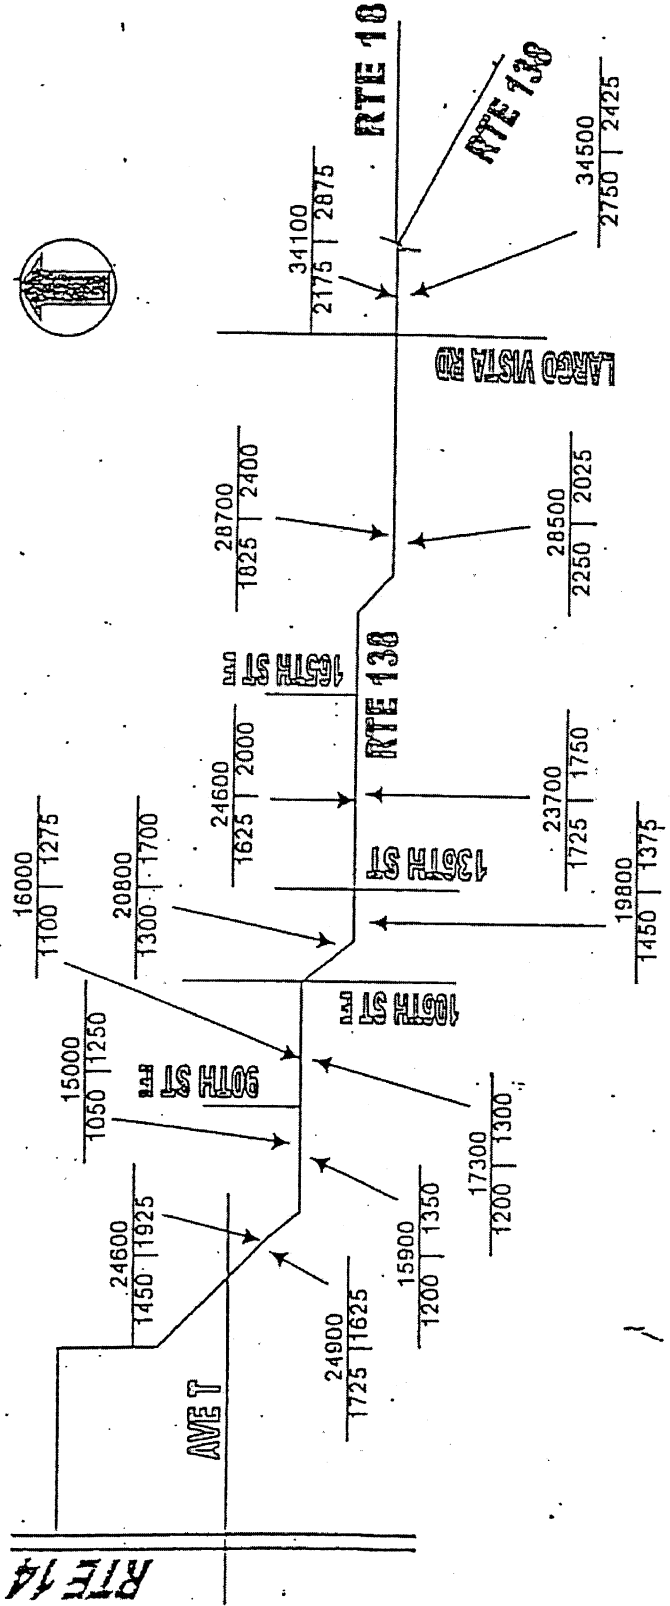 RTE 14
AVE T
24600
1450 | 1925
24900
1725 | 1625
15000
1050 | 1250
15900
1200 | 1350
90TH ST
16000
1100 | 1275
17300
1200 | 1300
106TH ST
20800
1300 | 1700
19800
1450 | 1375
136TH ST
24600
1625 | 2000
23700
1725 | 1750
RTE 138
165TH ST
28700
1825 | 2400
28500
2250 | 2025
LARGO VISTA RD
34100
2175 | 2875
34500
2750 | 2425
RTE 138
RTE 18